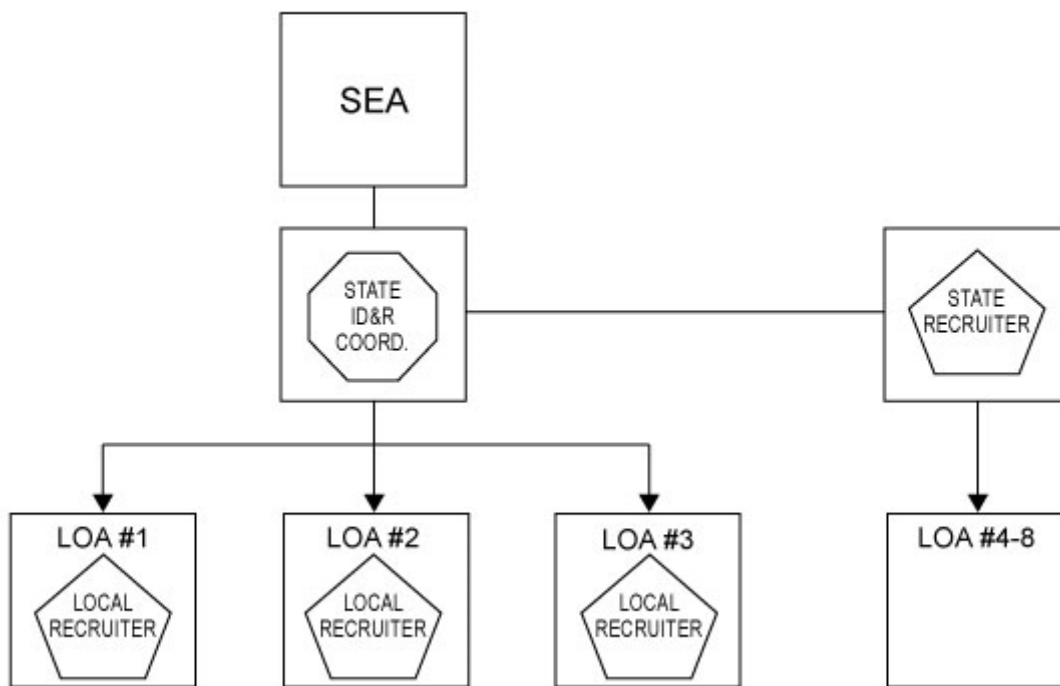 SEA
STATE
ID&R
COORD.
STATE
RECRUITER
LOA #1
LOCAL
RECRUITER
LOA #2
LOCAL
RECRUITER
LOA #3
LOCAL
RECRUITER
LOA #4-8